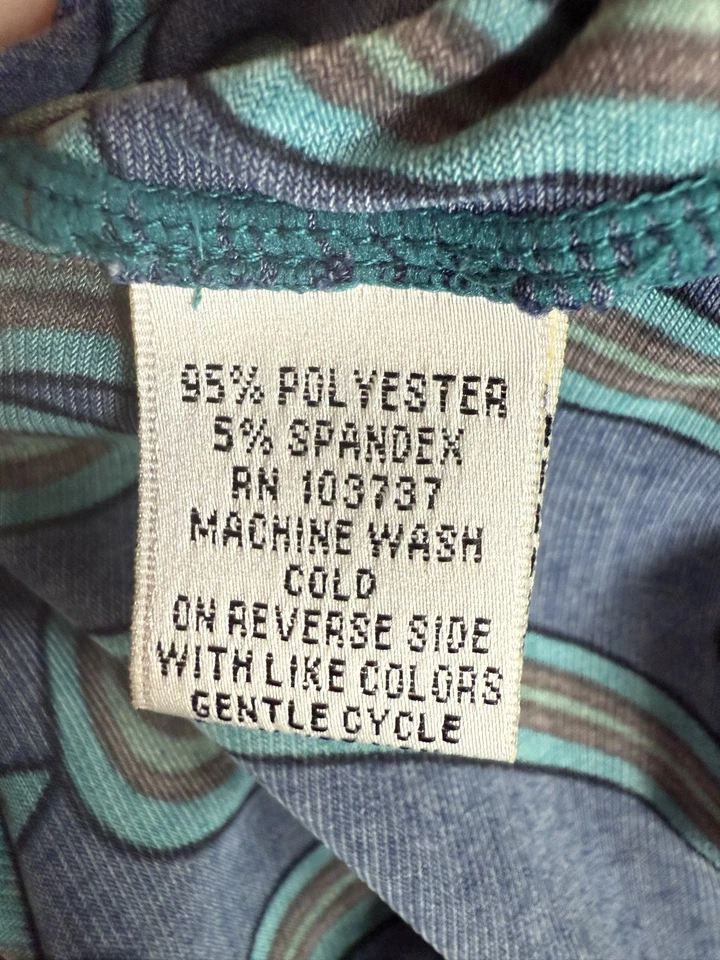 95% POLYESTER
5% SPANDEX
RN 103737
MACHINE WASH
COLD
ON REVERSE SIDE
WITH LIKE COLORS
GENTLE CYCLE